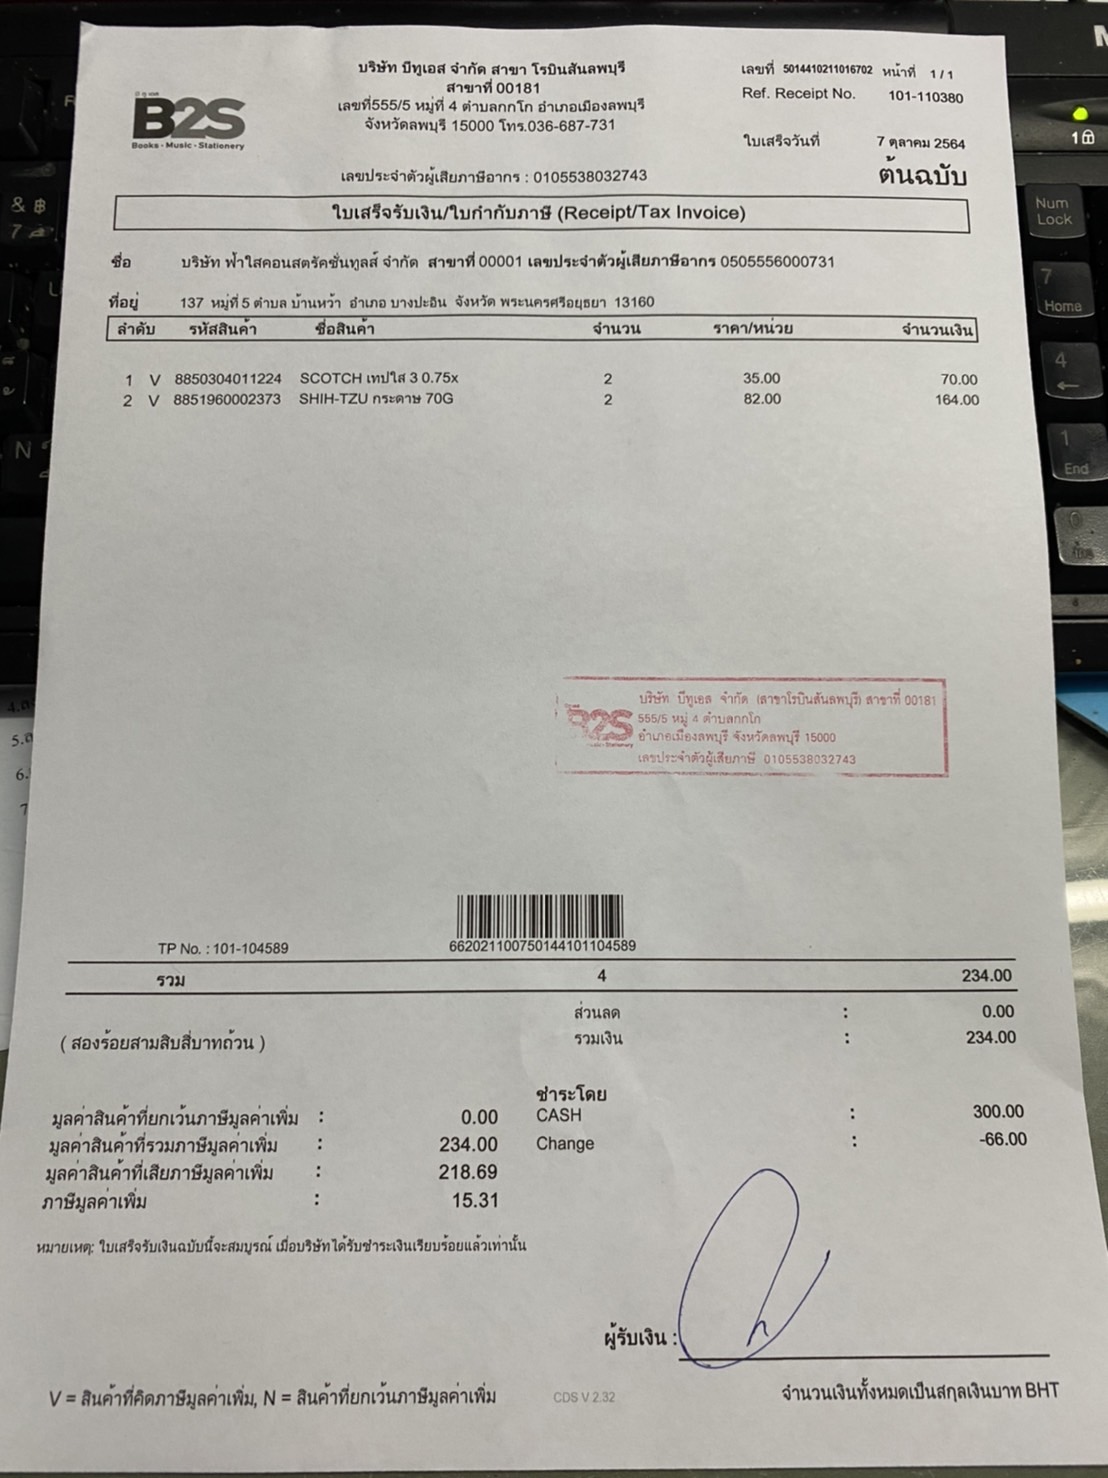 บี ทู เอส
B2S
Books - Music - Stationery
บริษัท บีทูเอส จำกัด สาขา โรบินสันลพบุรี
สาขาที่ 00181
เลขที่555/5 หมู่ที่ 4 ตำบลกกโก อำเภอเมืองลพบุรี
จังหวัดลพบุรี 15000 โทร.036-687-731
เลขประจำตัวผู้เสียภาษีอากร : 0105538032743
เลขที่ 5014410211016702 หน้าที่ 1 / 1
Ref. Receipt No. 101-110380
ใบเสร็จวันที่ 7 ตุลาคม 2564
ต้นฉบับ
ใบเสร็จรับเงิน/ใบกำกับภาษี (Receipt/Tax Invoice)
ชื่อ บริษัท ฟ้าใสคอนสตรัคชั่นทูลส์ จำกัด สาขาที่ 00001 เลขประจำตัวผู้เสียภาษีอากร 0505556000731
ที่อยู่ 137 หมู่ที่ 5 ตำบล บ้านหว้า อำเภอ บางปะอิน จังหวัด พระนครศรีอยุธยา 13160
ลำดับ รหัสสินค้า ชื่อสินค้า จำนวน ราคา/หน่วย จำนวนเงิน
1 V 8850304011224 SCOTCH เทปใส 3 0.75x 2 35.00 70.00
2 V 8851960002373 SHIH-TZU กระดาษ 70G 2 82.00 164.00
B2S
บริษัท บีทูเอส จำกัด (สาขาโรบินสันลพบุรี) สาขาที่ 00181
555/5 หมู่ 4 ตำบลกกโก
อำเภอเมืองลพบุรี จังหวัดลพบุรี 15000
เลขประจำตัวผู้เสียภาษี 0105538032743
TP No. : 101-104589
662021100750144101104589
รวม 4 234.00
ส่วนลด : 0.00
( สองร้อยสามสิบสี่บาทถ้วน ) รวมเงิน : 234.00
ชำระโดย
มูลค่าสินค้าที่ยกเว้นภาษีมูลค่าเพิ่ม : 0.00 CASH : 300.00
มูลค่าสินค้าที่รวมภาษีมูลค่าเพิ่ม : 234.00 Change : -66.00
มูลค่าสินค้าที่เสียภาษีมูลค่าเพิ่ม : 218.69
ภาษีมูลค่าเพิ่ม : 15.31
หมายเหตุ: ใบเสร็จรับเงินฉบับนี้จะสมบูรณ์ เมื่อบริษัทได้รับชำระเงินเรียบร้อยแล้วเท่านั้น
ผู้รับเงิน :
V = สินค้าที่คิดภาษีมูลค่าเพิ่ม, N = สินค้าที่ยกเว้นภาษีมูลค่าเพิ่ม CDS V 2.32 จำนวนเงินทั้งหมดเป็นสกุลเงินบาท BHT
Num
Lock
7
Home
4
1
End
0